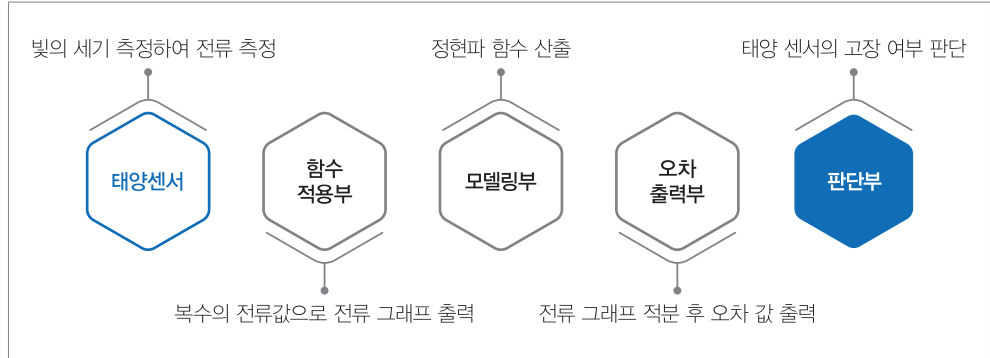 빛의 세기 측정하여 전류 측정
정현파 함수 산출
태양 센서의 고장 여부 판단
태양센서
함수
적용부
모델링부
오차
출력부
판단부
복수의 전류값으로 전류 그래프 출력
전류 그래프 적분 후 오차 값 출력